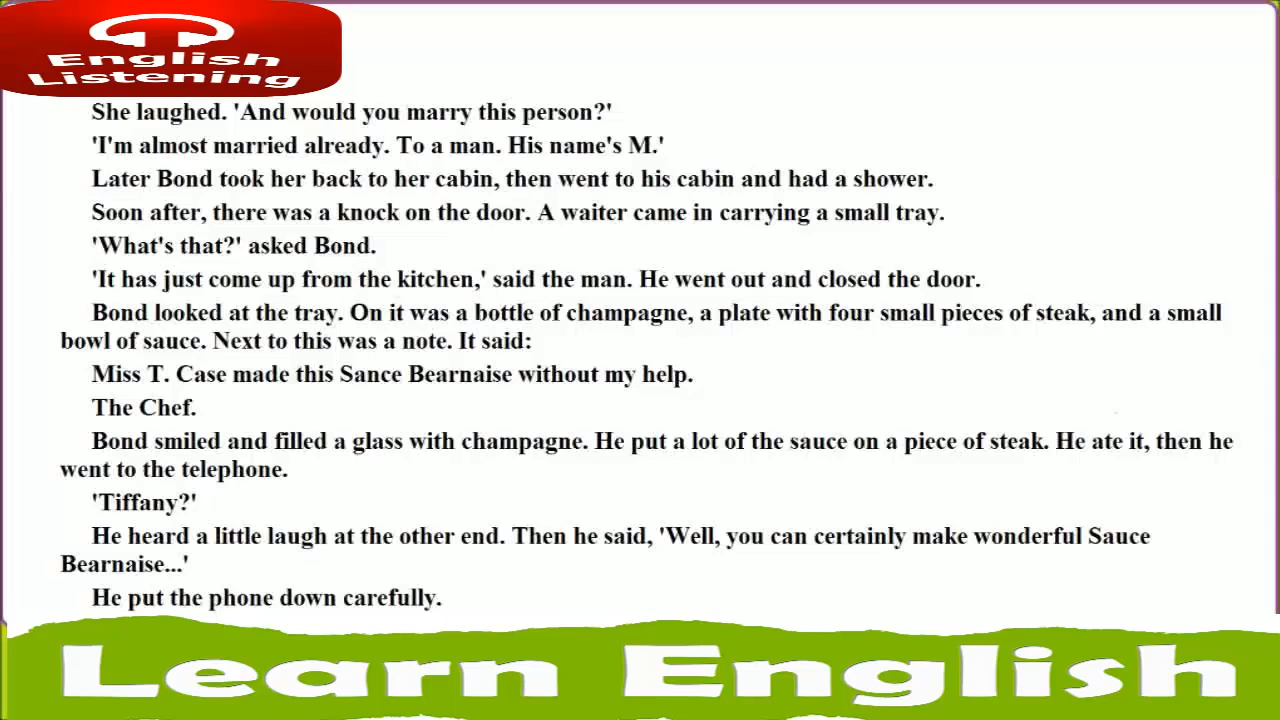 English
Listening
She laughed. 'And would you marry this person?'
'I'm almost married already. To a man. His name's M.'
Later Bond took her back to her cabin, then went to his cabin and had a shower.
Soon after, there was a knock on the door. A waiter came in carrying a small tray.
'What's that?' asked Bond.
'It has just come up from the kitchen,' said the man. He went out and closed the door.
Bond looked at the tray. On it was a bottle of champagne, a plate with four small pieces of steak, and a small
bowl of sauce. Next to this was a note. It said:
Miss T. Case made this Sance Bearnaise without my help.
The Chef.
Bond smiled and filled a glass with champagne. He put a lot of the sauce on a piece of steak. He ate it, then he
went to the telephone.
'Tiffany?'
He heard a little laugh at the other end. Then he said, 'Well, you can certainly make wonderful Sauce
Bearnaise...'
He put the phone down carefully.
Learn English